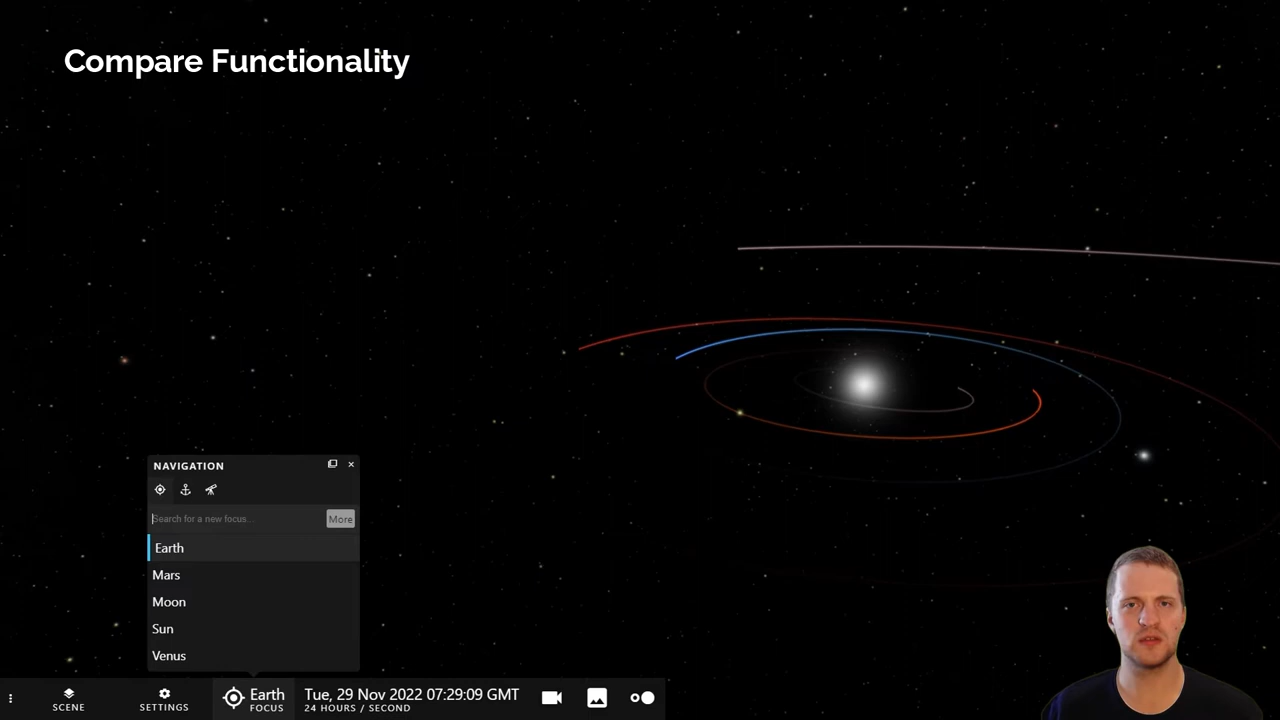 Compare Functionality
NAVIGATION
Search for a new focus...
More
Earth
Mars
Moon
Sun
Venus
SCENE
SETTINGS
Earth
FOCUS
Tue, 29 Nov 2022 07:29:09 GMT
24 HOURS / SECOND